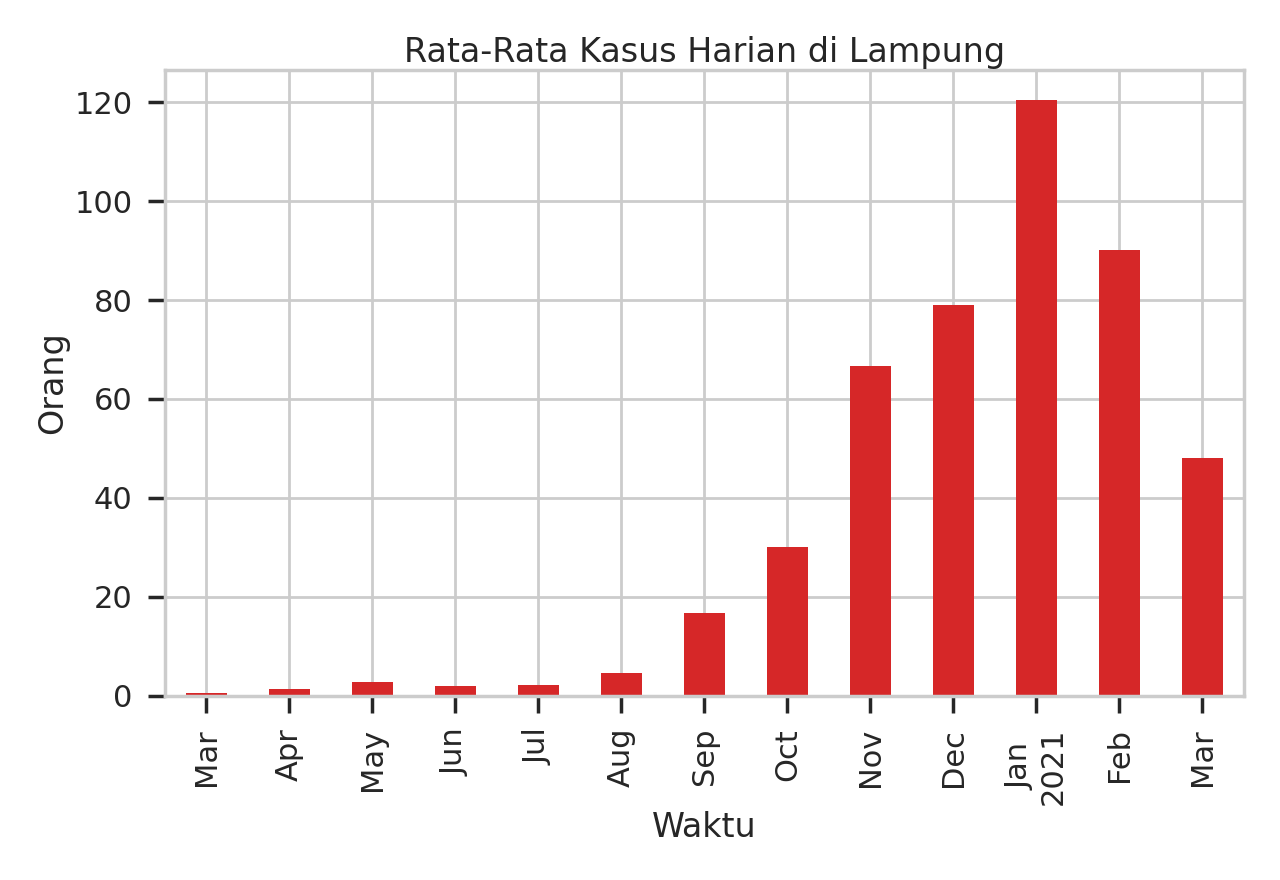 Rata-Rata Kasus Harian di Lampung
120
100
80
60
40
20
0
Orang
Mar
Apr
May
Jun
Jul
Aug
Sep
Oct
Nov
Dec
Jan
2021
Feb
Mar
Waktu